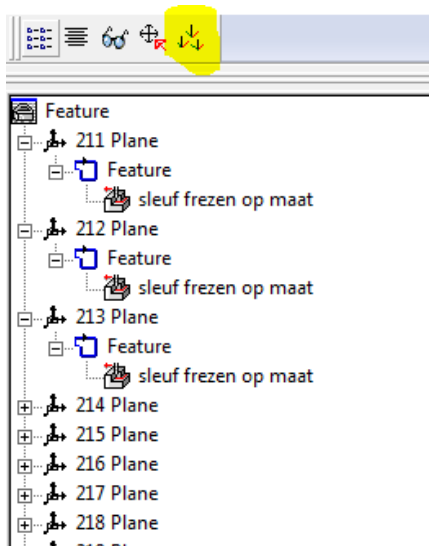 Feature
211 Plane
Feature
sleuf frezen op maat
212 Plane
Feature
sleuf frezen op maat
213 Plane
Feature
sleuf frezen op maat
214 Plane
215 Plane
216 Plane
217 Plane
218 Plane